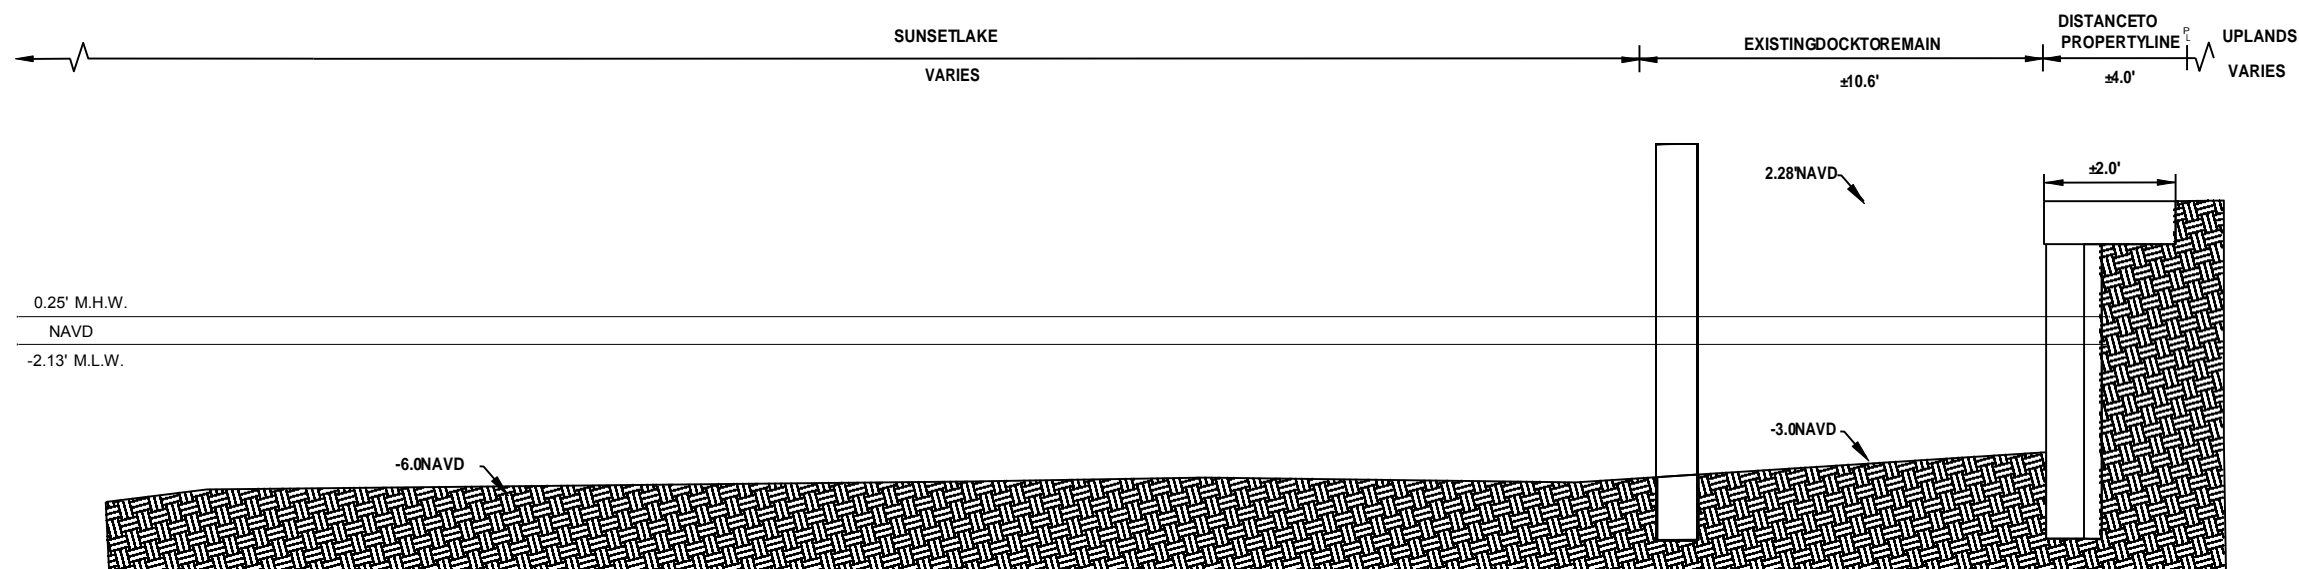 SUNSETLAKE
VARIES
EXISTINGDOCKTOREMAIN
±10.6'
DISTANCETO
PROPERTYLINE
PL
±4.0'
UPLANDS
VARIES
2.28'NAVD
±2.0'
0.25' M.H.W.
NAVD
-2.13' M.L.W.
-6.0NAVD
-3.0NAVD